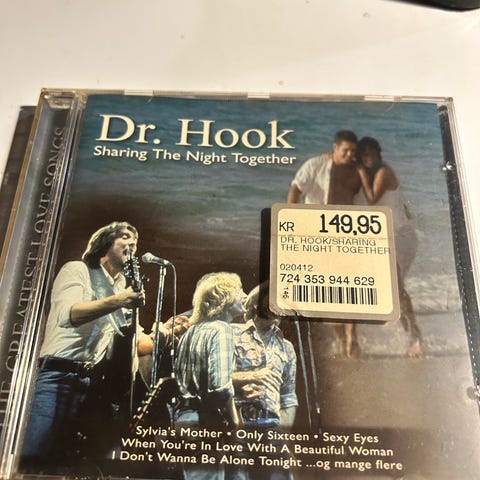 Dr. Hook
Sharing The Night Together
KR 149,95
DR. HOOK/SHARING
THE NIGHT TOGETHER
020412
724 353 944 629
146
GREATEST LOVE SONGS
Sylvia's Mother • Only Sixteen • Sexy Eyes
When You're In Love With A Beautiful Woman
I Don't Wanna Be Alone Tonight ...og mange flere